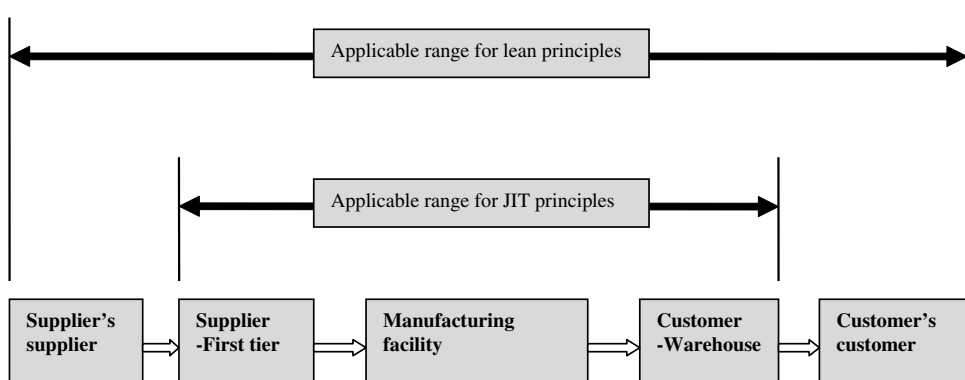 Applicable range for lean principles
Applicable range for JIT principles
Supplier's
supplier
Supplier
-First tier
Manufacturing
facility
Customer
-Warehouse
Customer's
customer